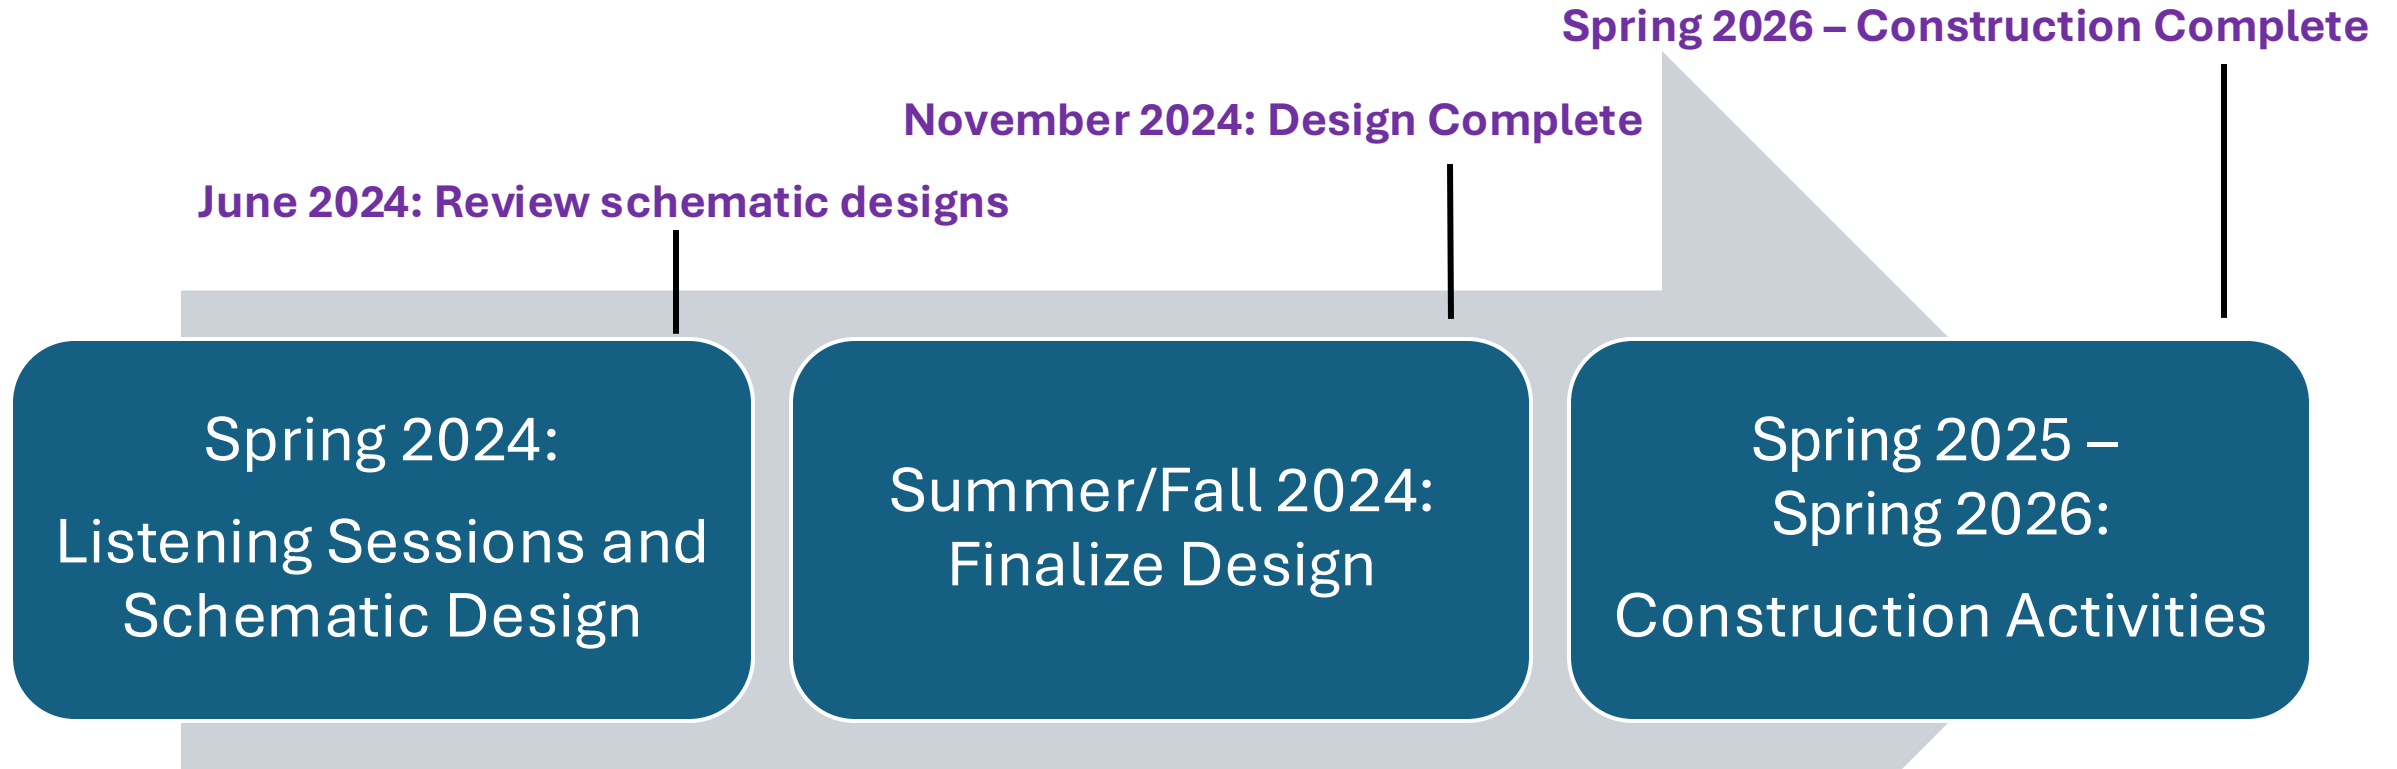 Spring 2026 – Construction Complete
November 2024: Design Complete
June 2024: Review schematic designs
Spring 2024:
Listening Sessions and
Schematic Design
Summer/Fall 2024:
Finalize Design
Spring 2025 –
Spring 2026:
Construction Activities